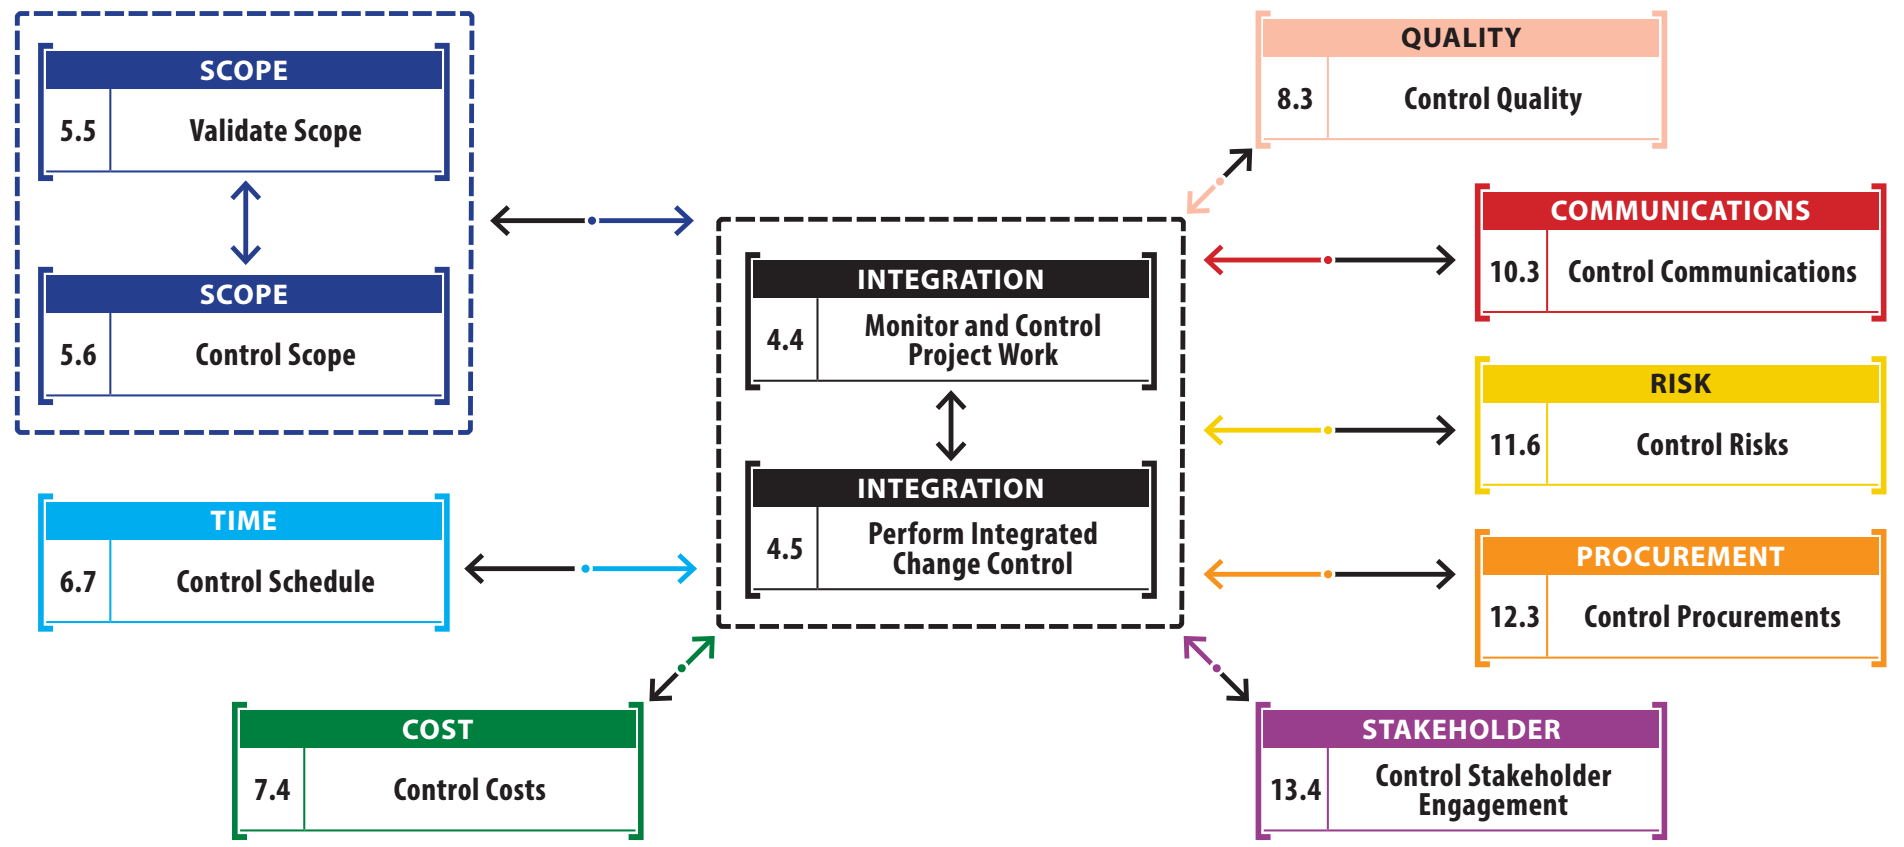 SCOPE
5.5
Validate Scope
SCOPE
5.6
Control Scope
TIME
6.7
Control Schedule
COST
7.4
Control Costs
INTEGRATION
4.4
Monitor and Control
Project Work
INTEGRATION
4.5
Perform Integrated
Change Control
QUALITY
8.3
Control Quality
COMMUNICATIONS
10.3
Control Communications
RISK
11.6
Control Risks
PROCUREMENT
12.3
Control Procurements
STAKEHOLDER
13.4
Control Stakeholder
Engagement